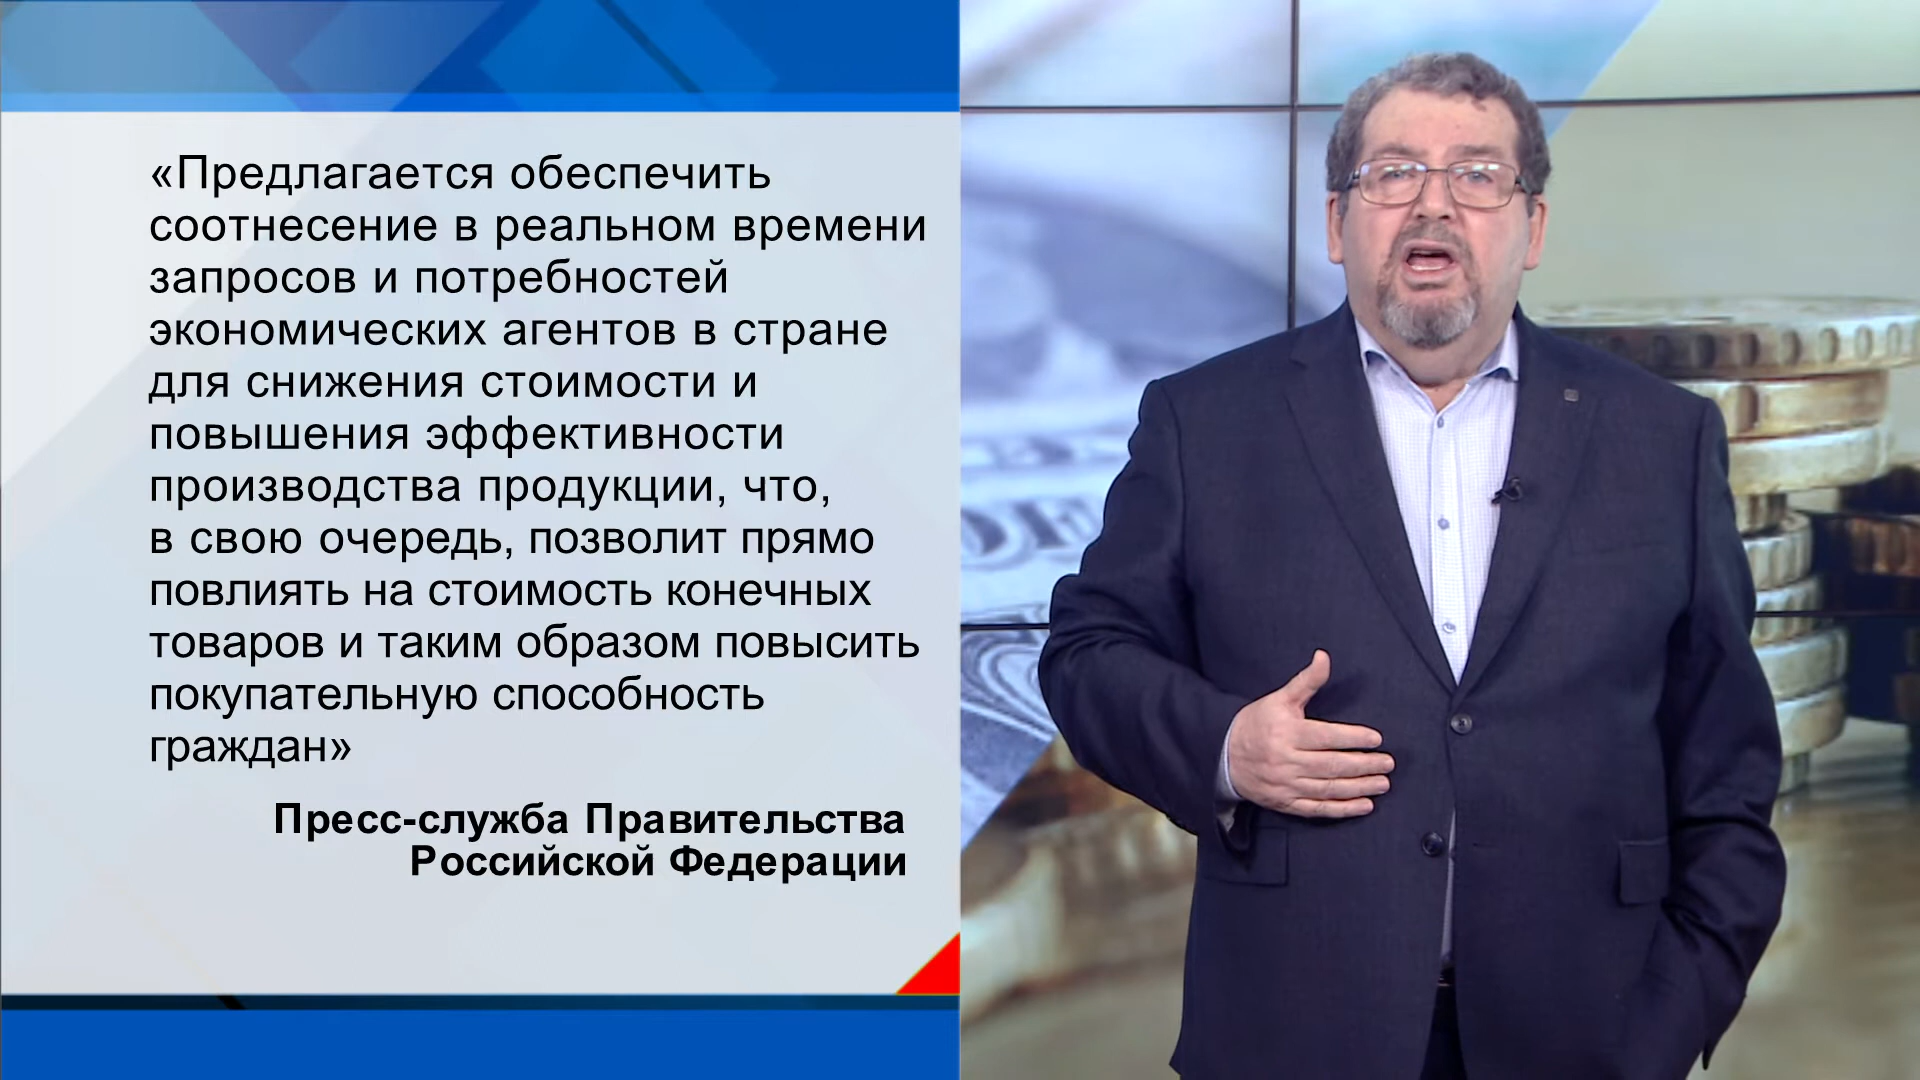 «Предлагается обеспечить
соотнесение в реальном времени
запросов и потребностей
экономических агентов в стране
для снижения стоимости и
повышения эффективности
производства продукции, что,
в свою очередь, позволит прямо
повлиять на стоимость конечных
товаров и таким образом повысить
покупательную способность
граждан»
Пресс-служба Правительства
Российской Федерации